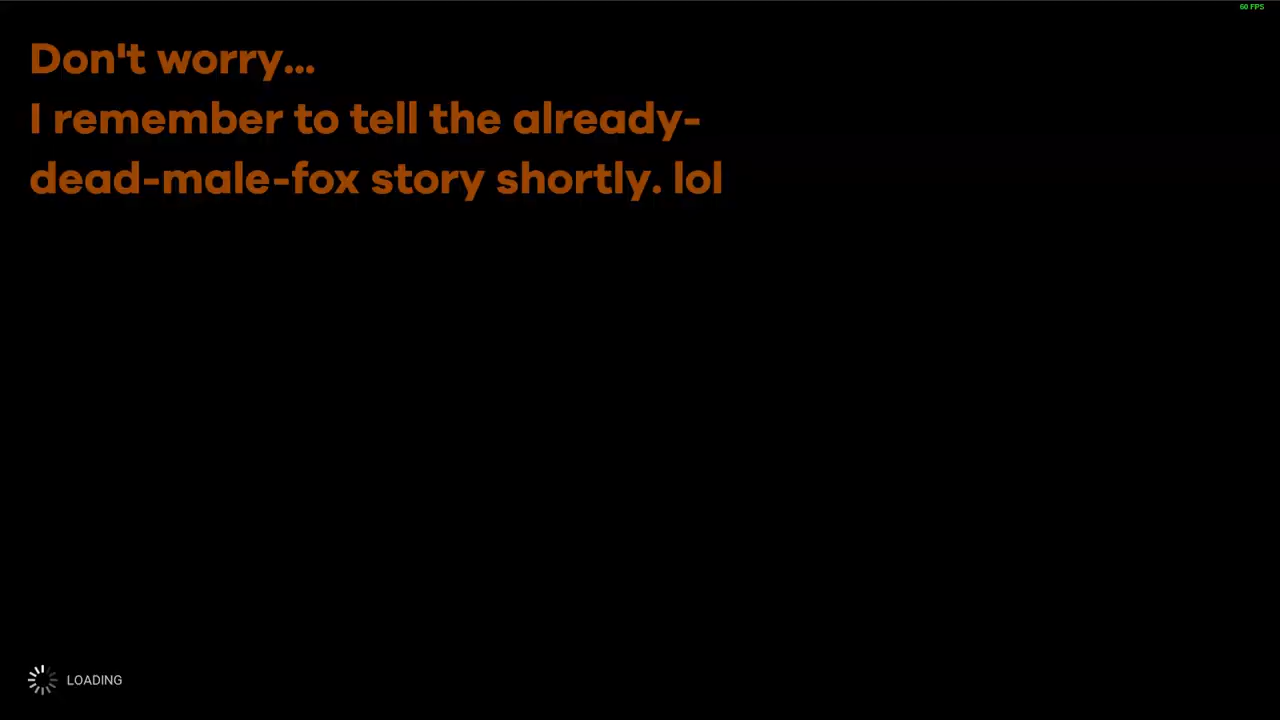 60 FPS
Don't worry...
I remember to tell the already-
dead-male-fox story shortly. lol
LOADING